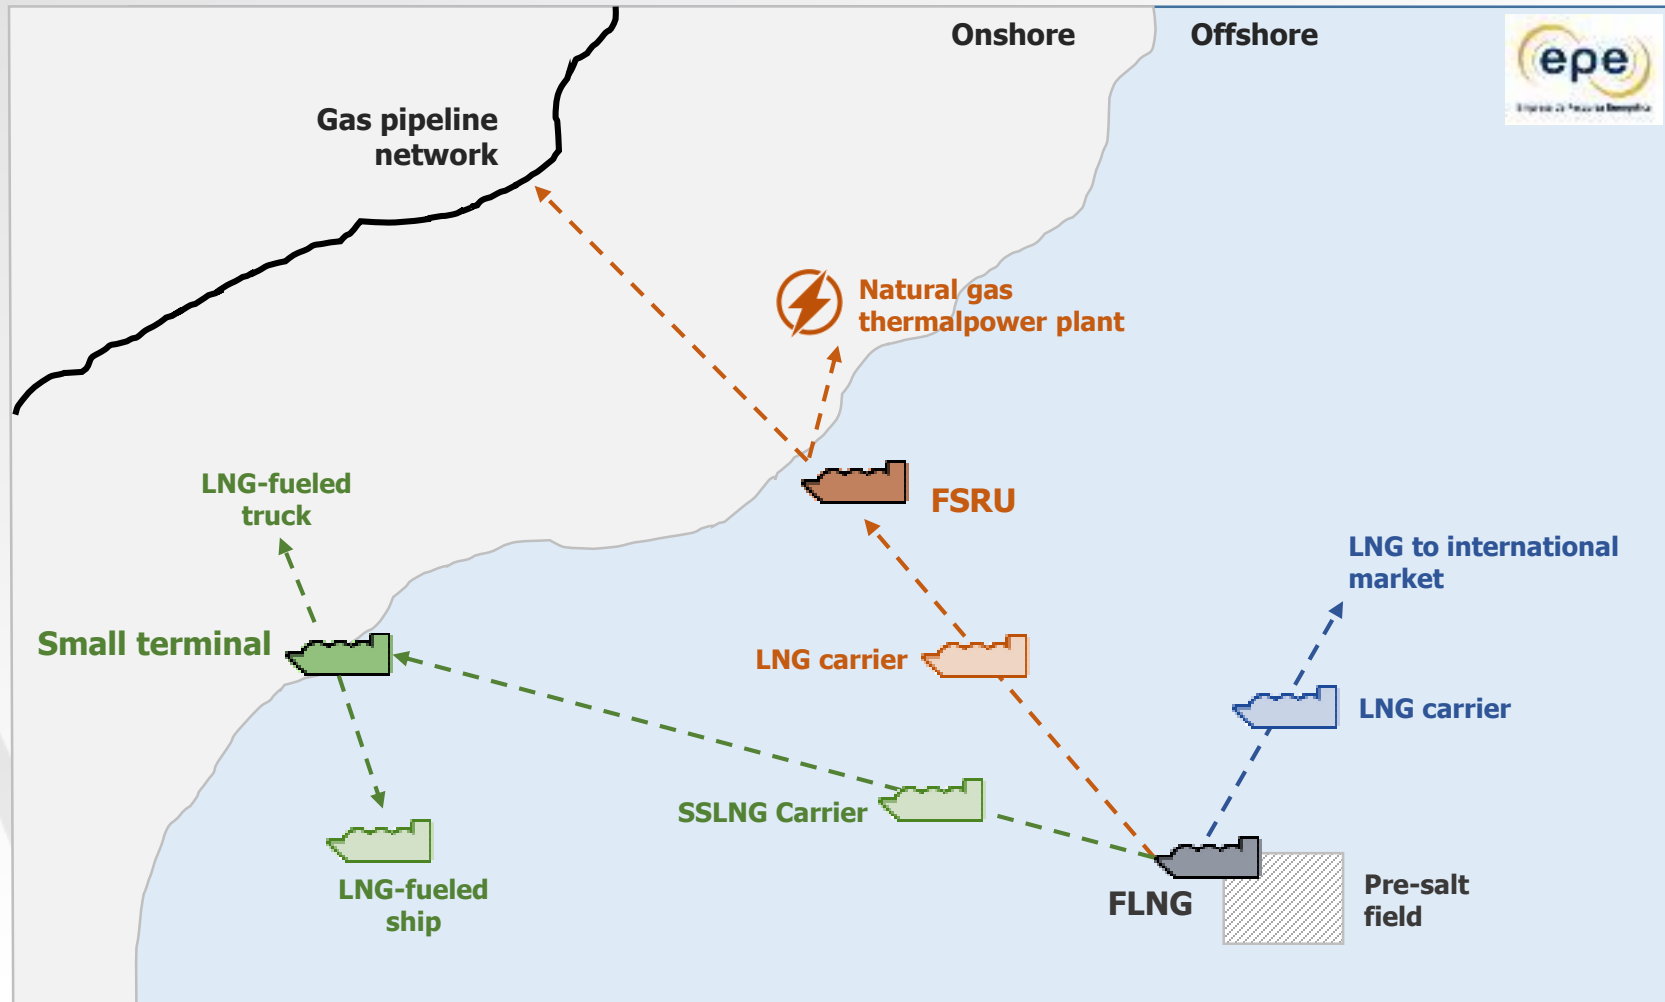 Onshore
Offshore
epe
Gas pipeline
network
Natural gas
thermalpower plant
LNG-fueled
truck
FSRU
LNG to international
market
Small terminal
LNG carrier
LNG carrier
SSLNG Carrier
LNG-fueled
ship
FLNG
Pre-salt
field